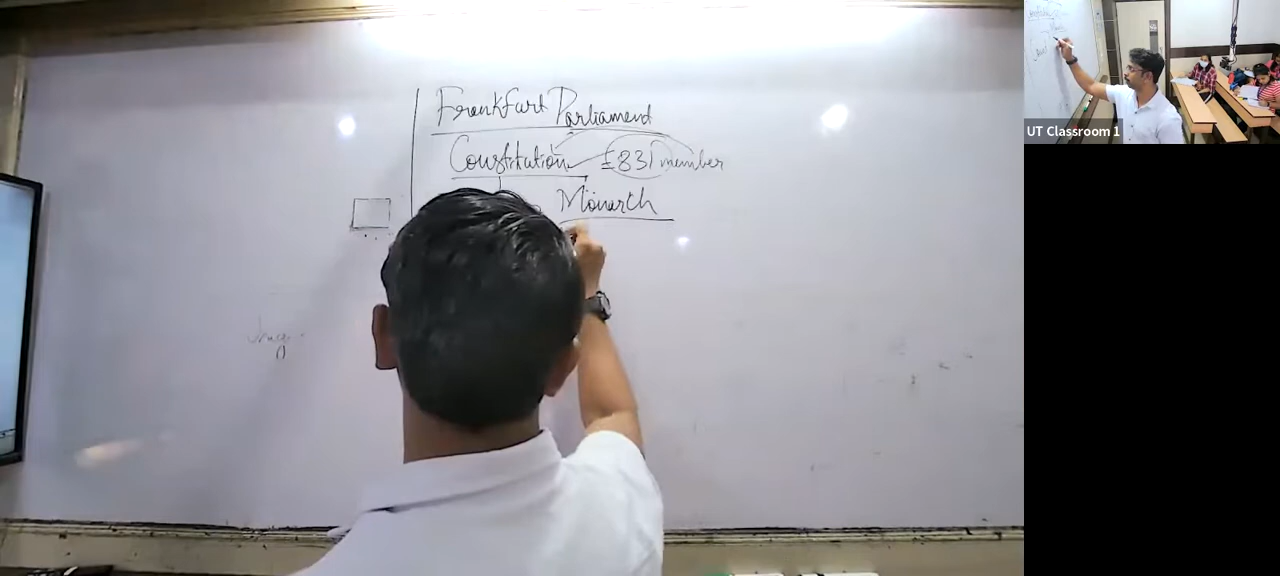 Frankfurt Parliament
Constitution 831 member
Monarch
UT Classroom 1